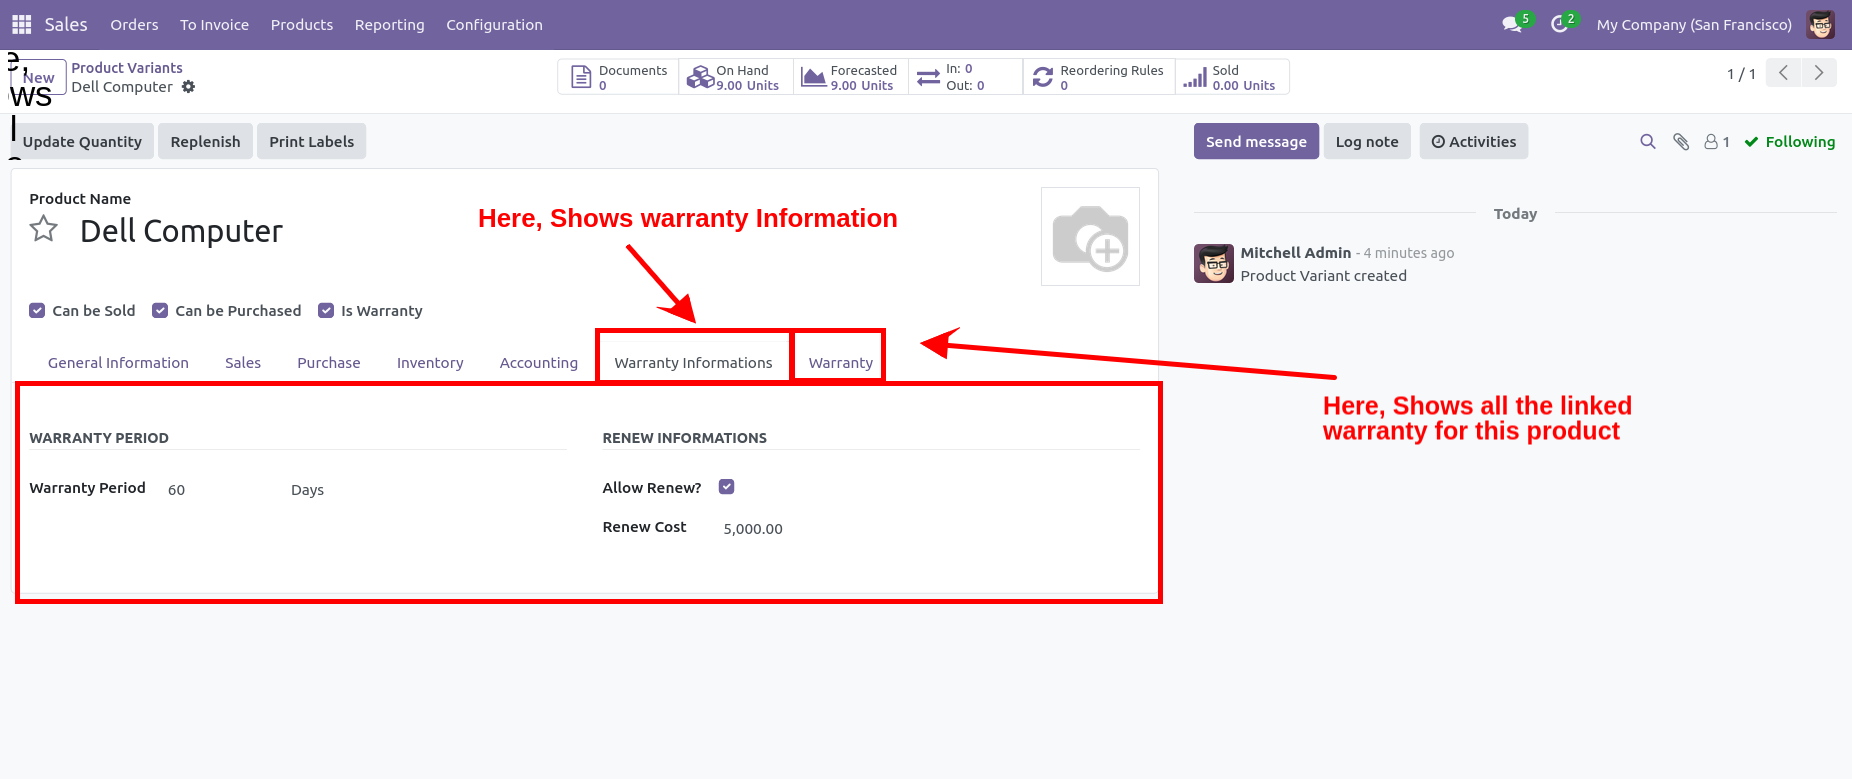 Sales Orders To Invoice Products Reporting Configuration 5 2 My Company (San Francisco)
New Product Variants
Dell Computer
e,
ws
Documents
0
On Hand
9.00 Units
Forecasted
9.00 Units
In: 0
Out: 0
Reordering Rules
0
Sold
0.00 Units
1 / 1
Update Quantity Replenish Print Labels
Send message Log note Activities 1 Following
Product Name
Dell Computer
Here, Shows warranty Information
Today
Mitchell Admin - 4 minutes ago
Product Variant created
Can be Sold Can be Purchased Is Warranty
General Information Sales Purchase Inventory Accounting Warranty Informations Warranty
Here, Shows all the linked
warranty for this product
WARRANTY PERIOD
Warranty Period 60 Days
RENEW INFORMATIONS
Allow Renew?
Renew Cost 5,000.00